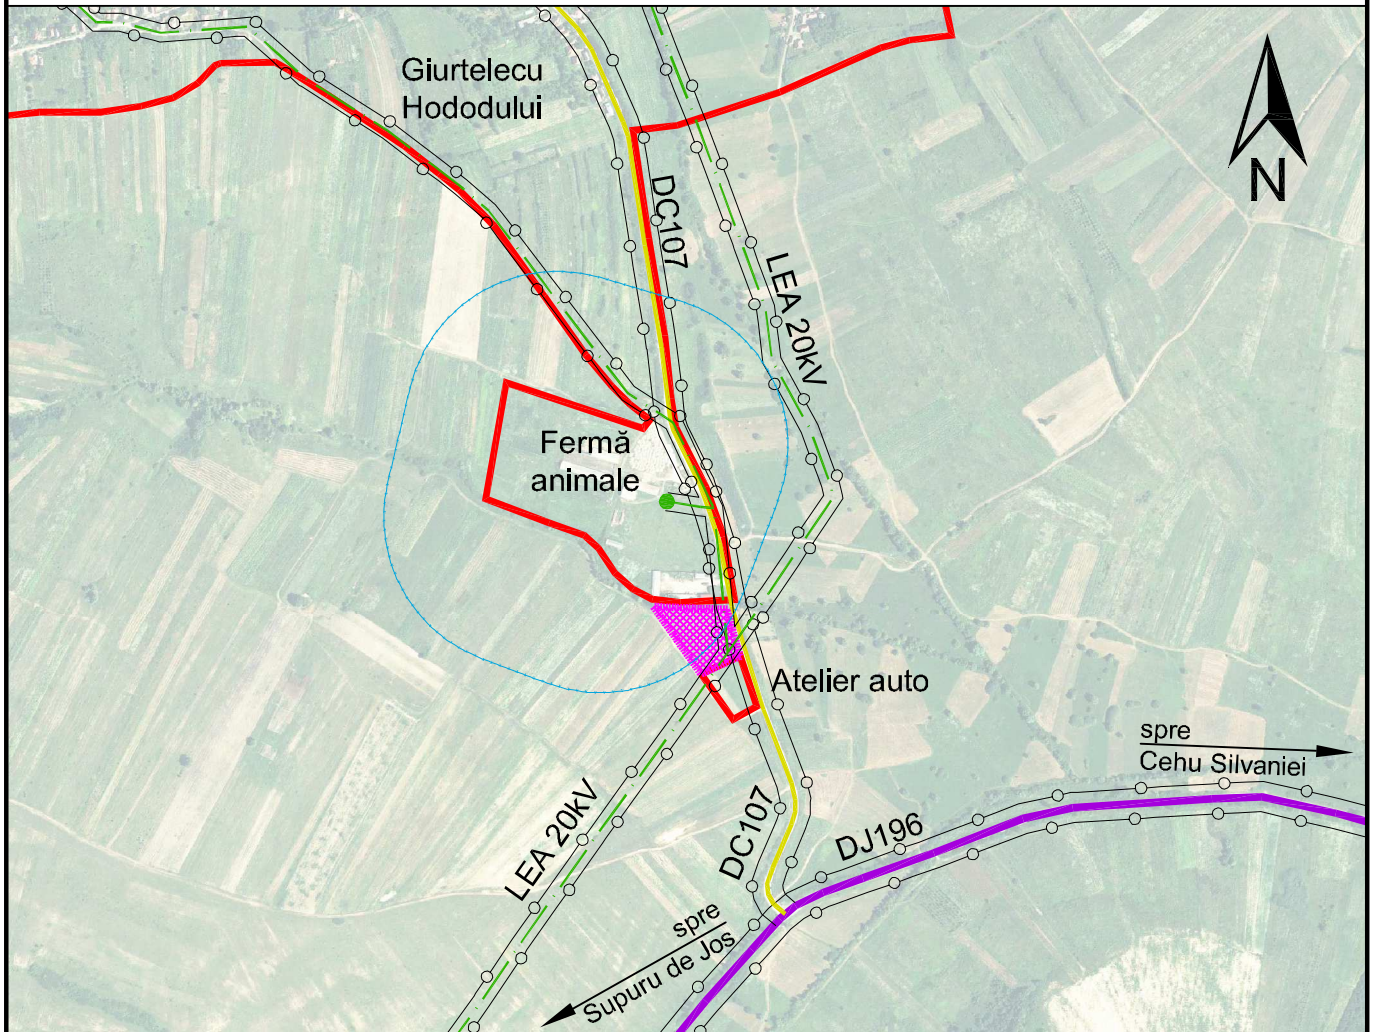 Giurtelecu
Hododului
N
DC107
LEA 20kV
Fermă
animale
Atelier auto
spre
Cehu Silvaniei
LEA 20kV
DC107
DJ196
spre
Supuru de Jos